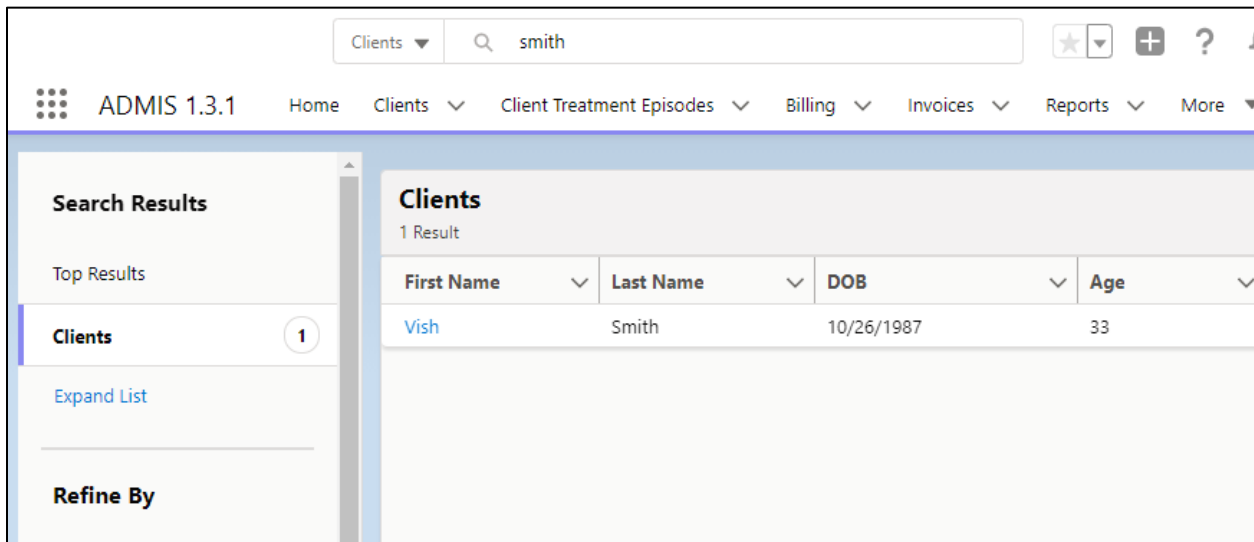 Clients smith
ADMIS 1.3.1 Home Clients Client Treatment Episodes Billing Invoices Reports More
Search Results
Top Results
Clients 1
Expand List
Refine By
Clients
1 Result
First Name Last Name DOB Age
Vish Smith 10/26/1987 33